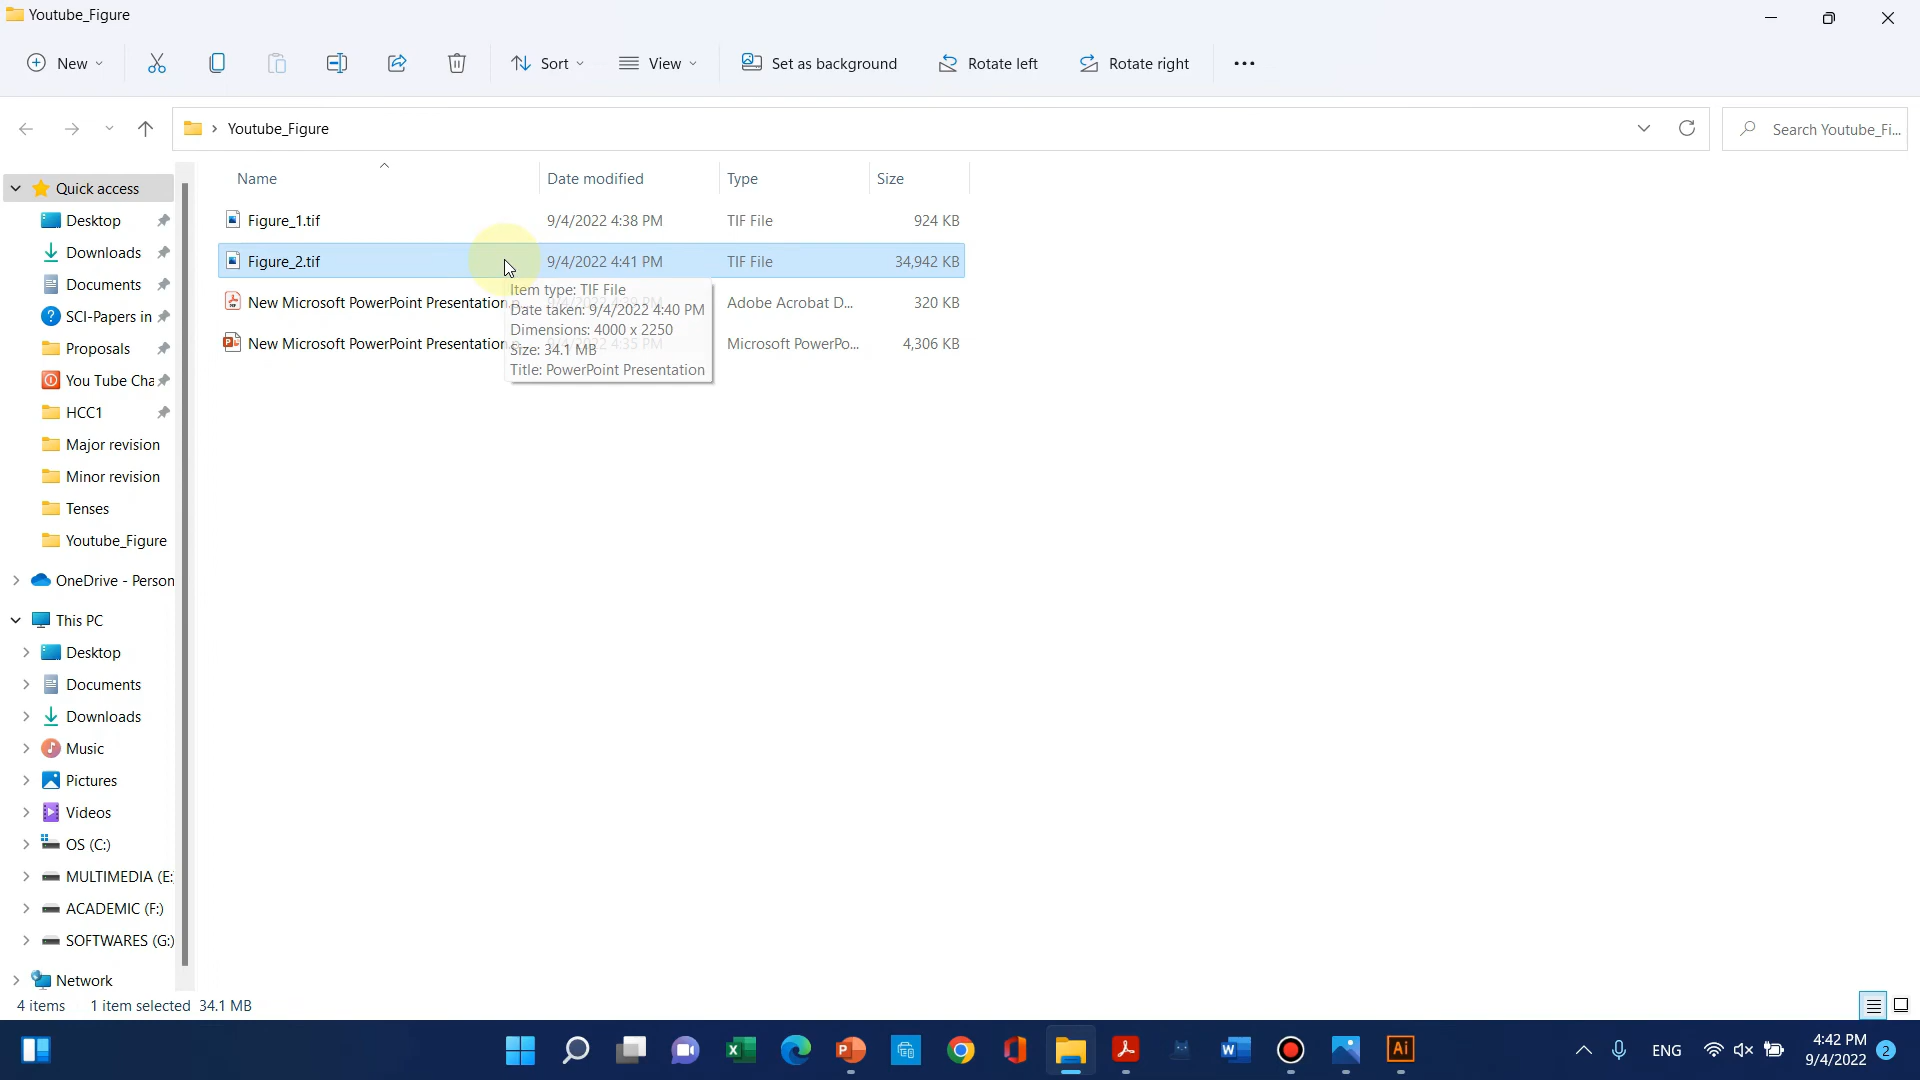 Youtube_Figure
New
Sort
View
Set as background
Rotate left
Rotate right
Youtube_Figure
Search Youtube_Fi...
Name
Date modified
Type
Size
Quick access
Desktop
Downloads
Documents
SCI-Papers in
Proposals
You Tube Cha
HCC1
Major revision
Minor revision
Tenses
Youtube_Figure
OneDrive - Person
This PC
Desktop
Documents
Downloads
Music
Pictures
Videos
OS (C:)
MULTIMEDIA (E:
ACADEMIC (F:)
SOFTWARES (G:)
Network
Figure_1.tif 9/4/2022 4:38 PM TIF File 924 KB
Figure_2.tif 9/4/2022 4:41 PM TIF File 34,942 KB
New Microsoft PowerPoint Presentation Adobe Acrobat D... 320 KB
New Microsoft PowerPoint Presentation 4:35 PM Microsoft PowerPo... 4,306 KB
Item type: TIF File
Date taken: 9/4/2022 4:40 PM
Dimensions: 4000 x 2250
Size: 34.1 MB
Title: PowerPoint Presentation
4 items 1 item selected 34.1 MB
ENG
4:42 PM
9/4/2022
2
Ai